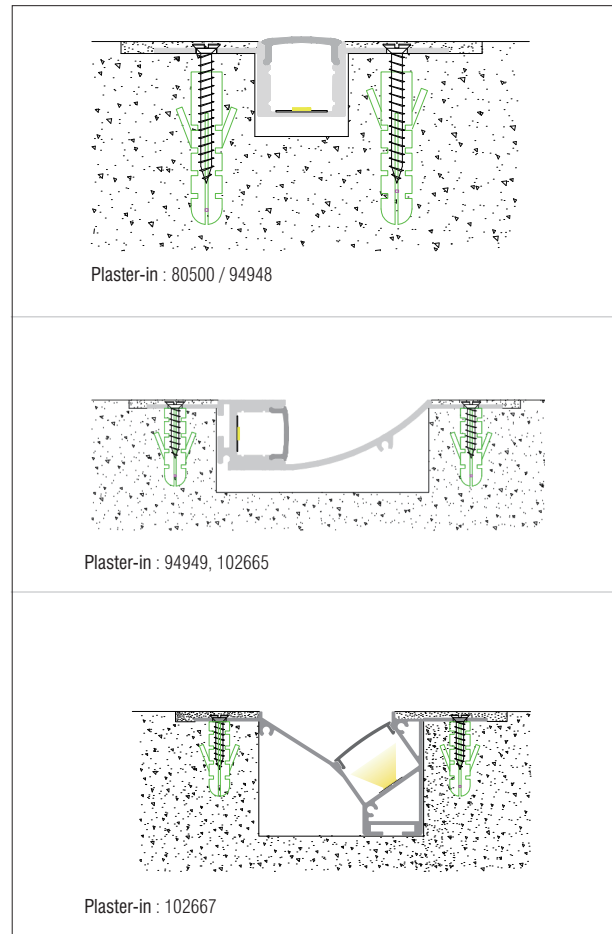 Plaster-in : 80500 / 94948
Plaster-in : 94949, 102665
Plaster-in : 102667